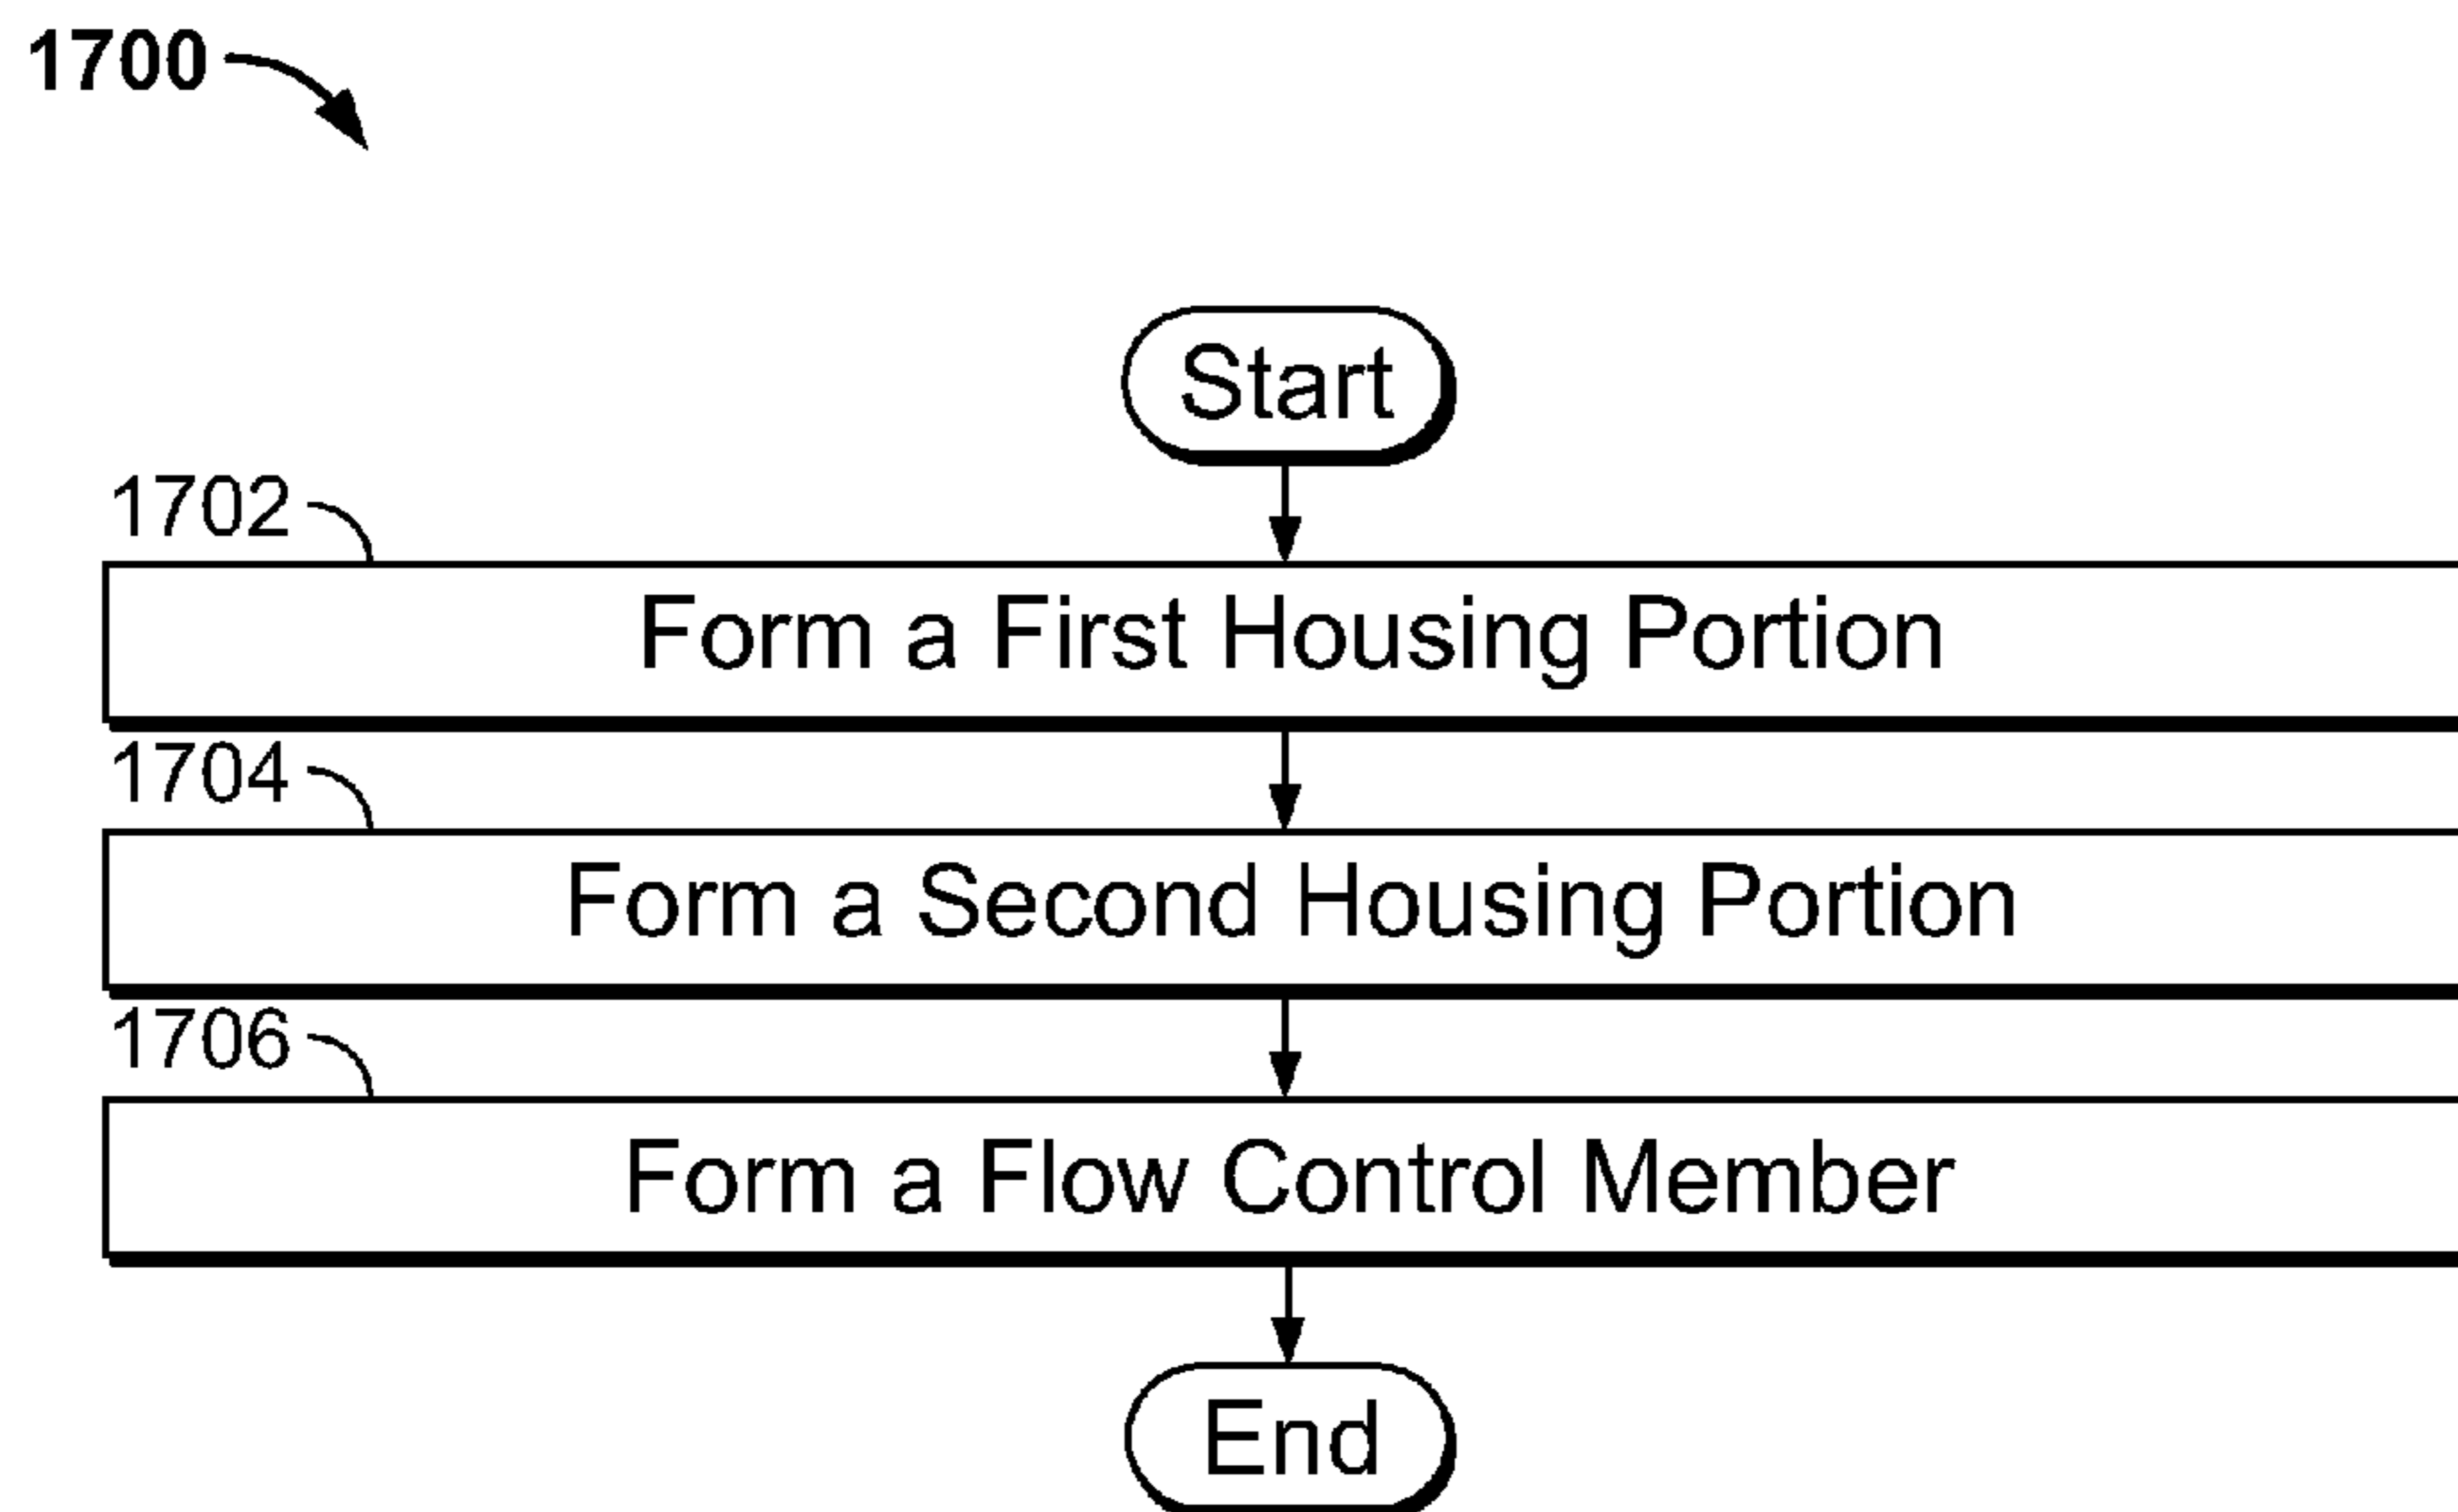 1700
Start
1702
Form a First Housing Portion
1704
Form a Second Housing Portion
1706
Form a Flow Control Member
End